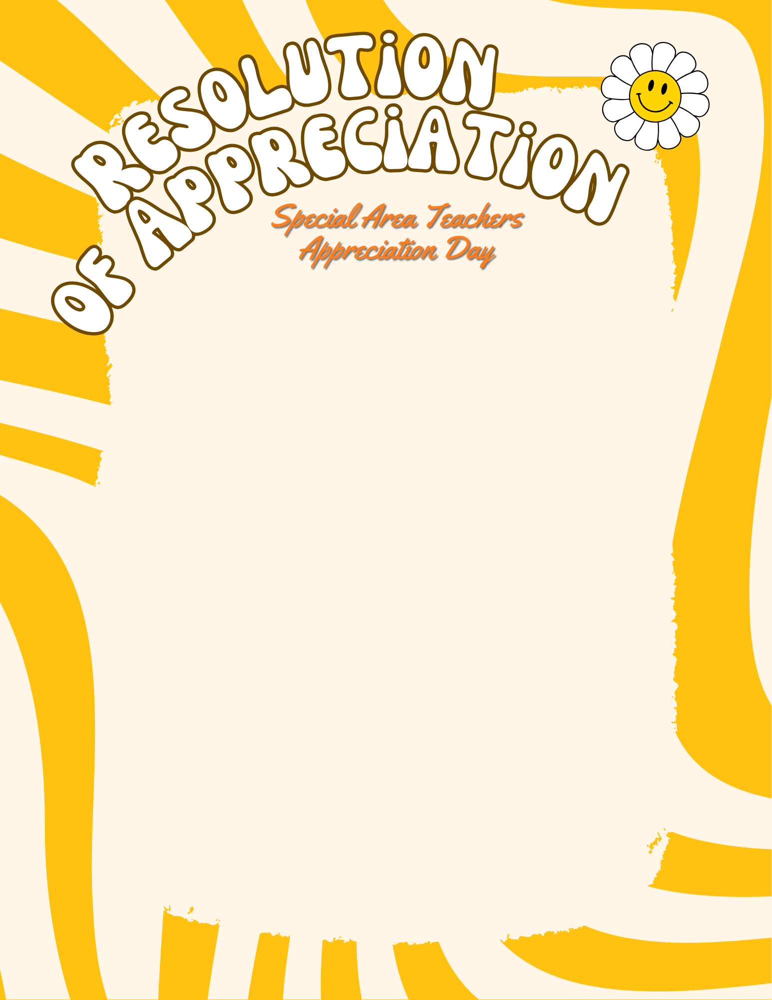 RESOLUTION
OF APPRECIATION
Special Area Teachers
Appreciation Day